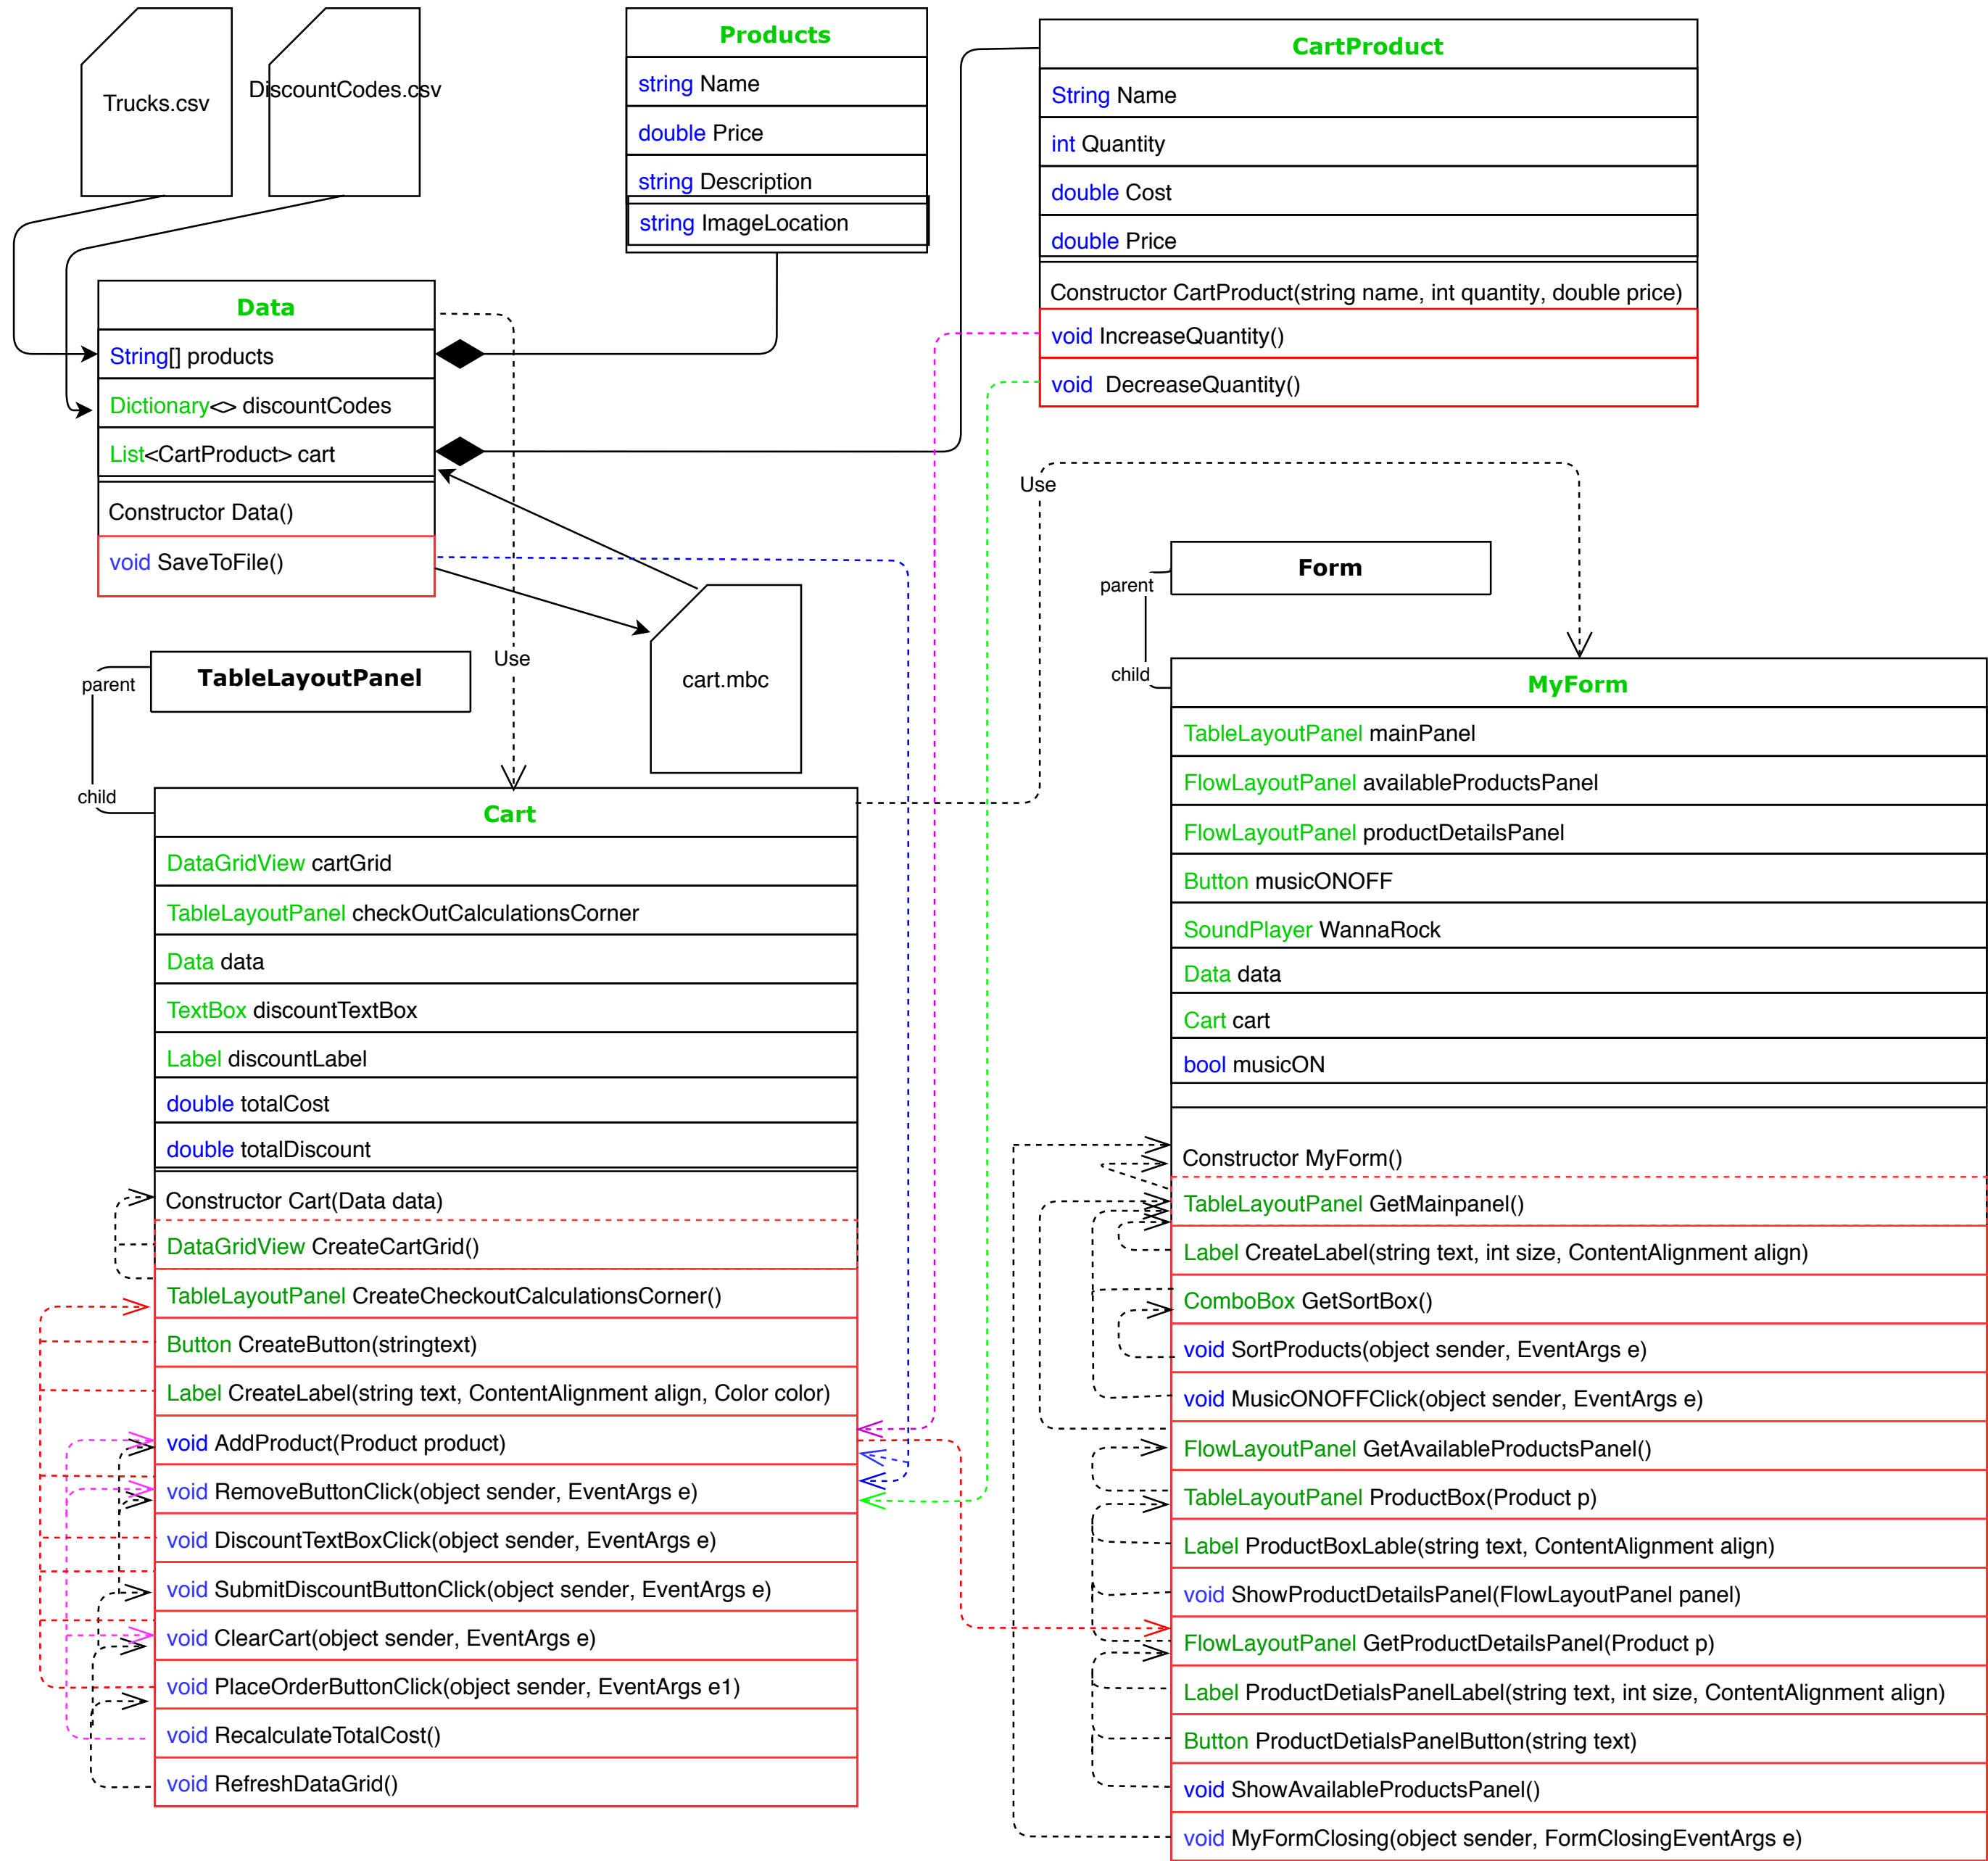 Trucks.csv
DiscountCodes.csv
Products
string Name
double Price
string Description
string ImageLocation
CartProduct
String Name
int Quantity
double Cost
double Price
Constructor CartProduct(string name, int quantity, double price)
void IncreaseQuantity()
void DecreaseQuantity()
Data
String[] products
Dictionary<> discountCodes
List<CartProduct> cart
Constructor Data()
void SaveToFile()
Use
Use
cart.mbc
parent
TableLayoutPanel
child
parent
Form
child
Cart
DataGridView cartGrid
TableLayoutPanel checkOutCalculationsCorner
Data data
TextBox discountTextBox
Label discountLabel
double totalCost
double totalDiscount
Constructor Cart(Data data)
DataGridView CreateCartGrid()
TableLayoutPanel CreateCheckoutCalculationsCorner()
Button CreateButton(stringtext)
Label CreateLabel(string text, ContentAlignment align, Color color)
void AddProduct(Product product)
void RemoveButtonClick(object sender, EventArgs e)
void DiscountTextBoxClick(object sender, EventArgs e)
void SubmitDiscountButtonClick(object sender, EventArgs e)
void ClearCart(object sender, EventArgs e)
void PlaceOrderButtonClick(object sender, EventArgs e1)
void RecalculateTotalCost()
void RefreshDataGrid()
MyForm
TableLayoutPanel mainPanel
FlowLayoutPanel availableProductsPanel
FlowLayoutPanel productDetailsPanel
Button musicONOFF
SoundPlayer WannaRock
Data data
Cart cart
bool musicON
Constructor MyForm()
TableLayoutPanel GetMainpanel()
Label CreateLabel(string text, int size, ContentAlignment align)
ComboBox GetSortBox()
void SortProducts(object sender, EventArgs e)
void MusicONOFFClick(object sender, EventArgs e)
FlowLayoutPanel GetAvailableProductsPanel()
TableLayoutPanel ProductBox(Product p)
Label ProductBoxLable(string text, ContentAlignment align)
void ShowProductDetailsPanel(FlowLayoutPanel panel)
FlowLayoutPanel GetProductDetailsPanel(Product p)
Label ProductDetialsPanelLabel(string text, int size, ContentAlignment align)
Button ProductDetialsPanelButton(string text)
void ShowAvailableProductsPanel()
void MyFormClosing(object sender, FormClosingEventArgs e)